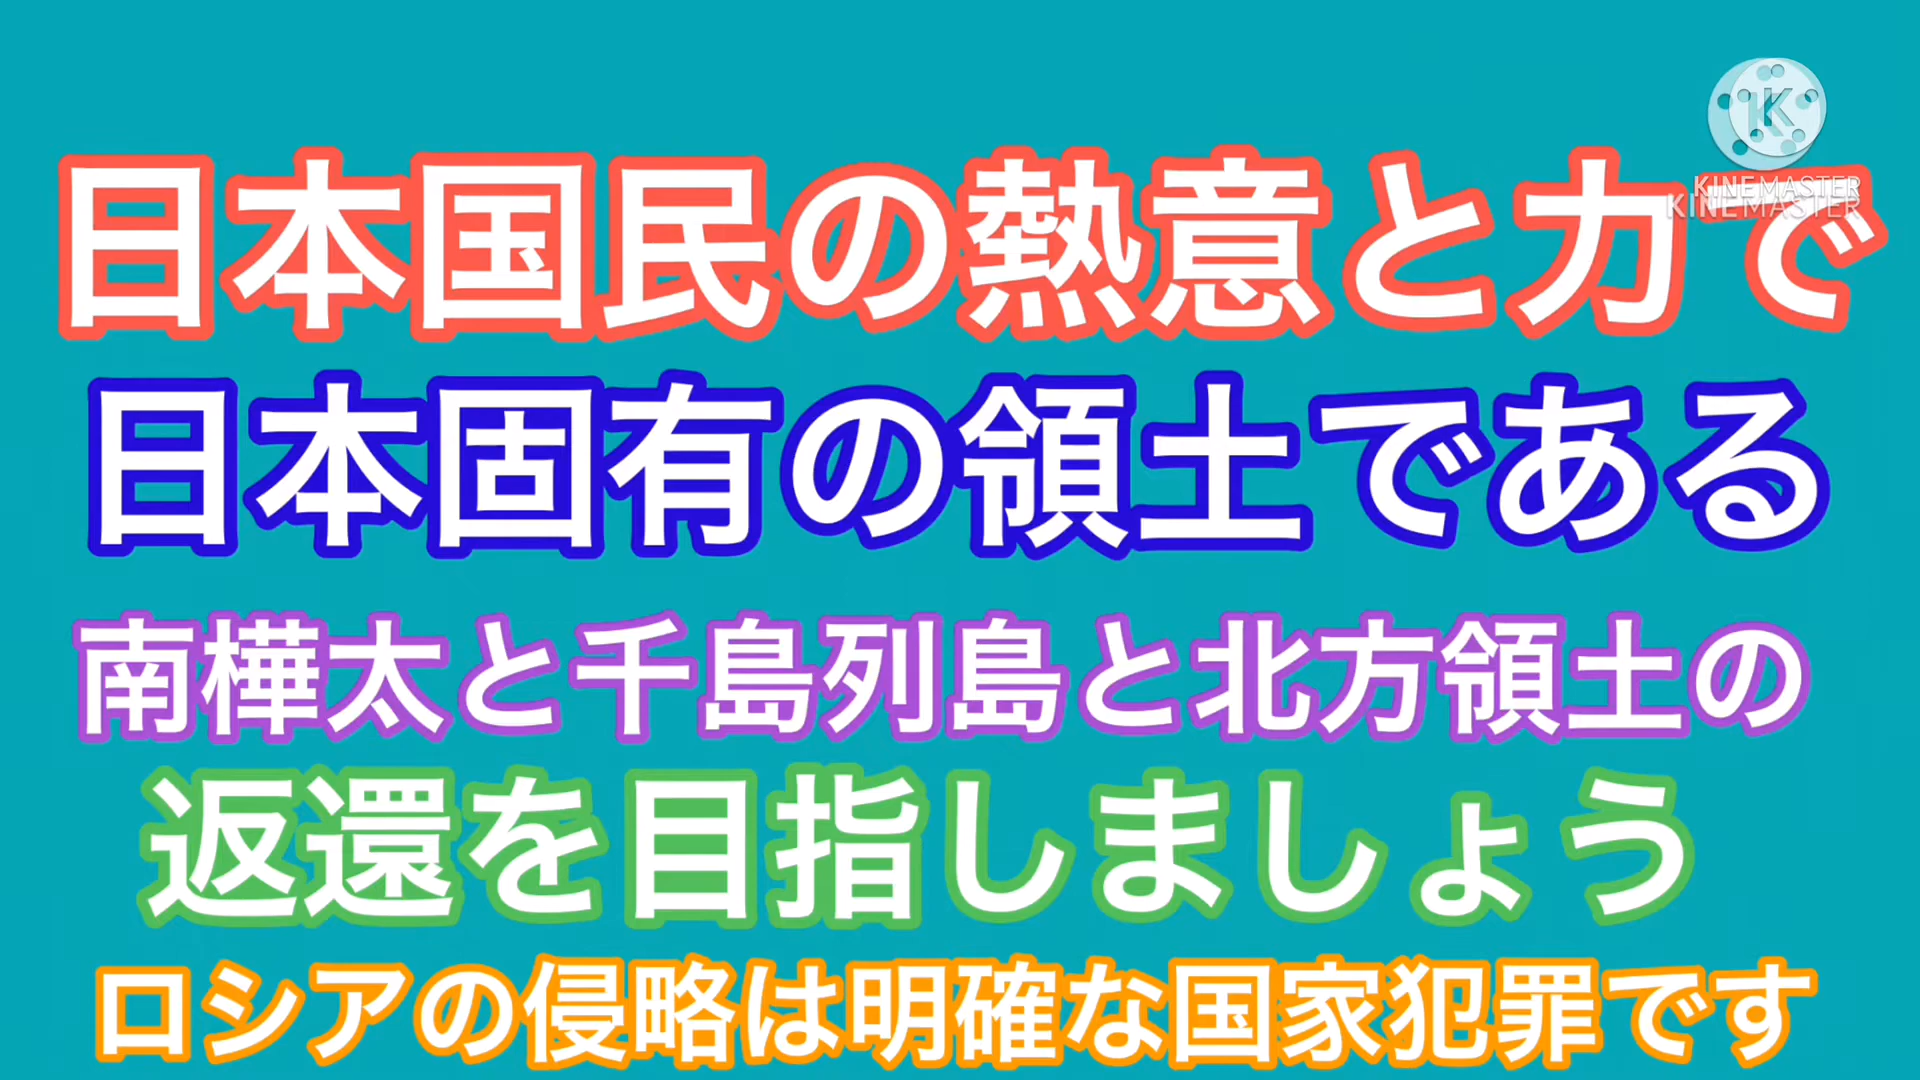 KINEMASTER
KINEMASTER
日本国民の熱意と力で
日本固有の領土である
南樺太と千島列島と北方領土の
返還を目指しましょう
ロシアの侵略は明確な国家犯罪です